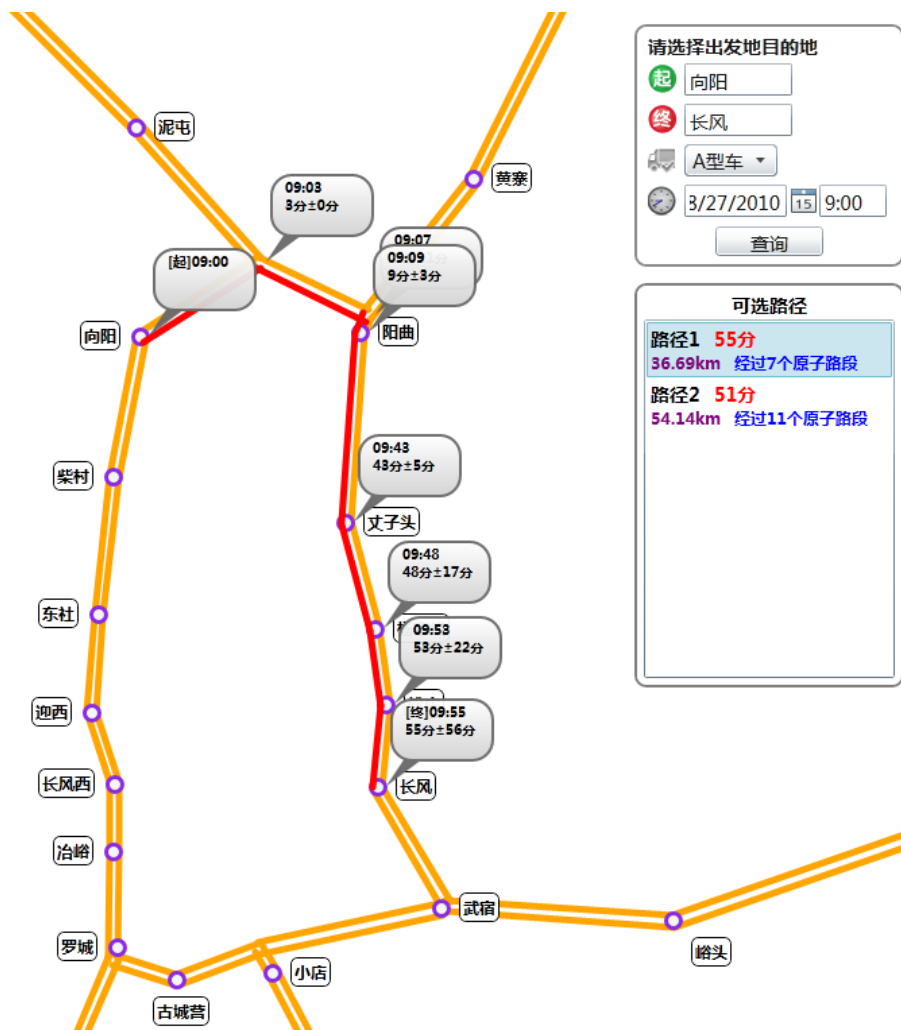 泥屯
黄寨
09:03
3分±0分
09:07
09:09
9分±3分
[起]09:00
向阳
阳曲
09:43
43分±5分
柴村
丈子头
09:48
48分±17分
东社
09:53
53分±22分
迎西
[终]09:55
55分±56分
长风西
长风
冶峪
武宿
罗城
小店
峪头
古城营
请选择出发地目的地
起 向阳
终 长风
A型车
3/27/2010 15 9:00
查询
可选路径
路径1 55分
36.69km 经过7个原子路段
路径2 51分
54.14km 经过11个原子路段